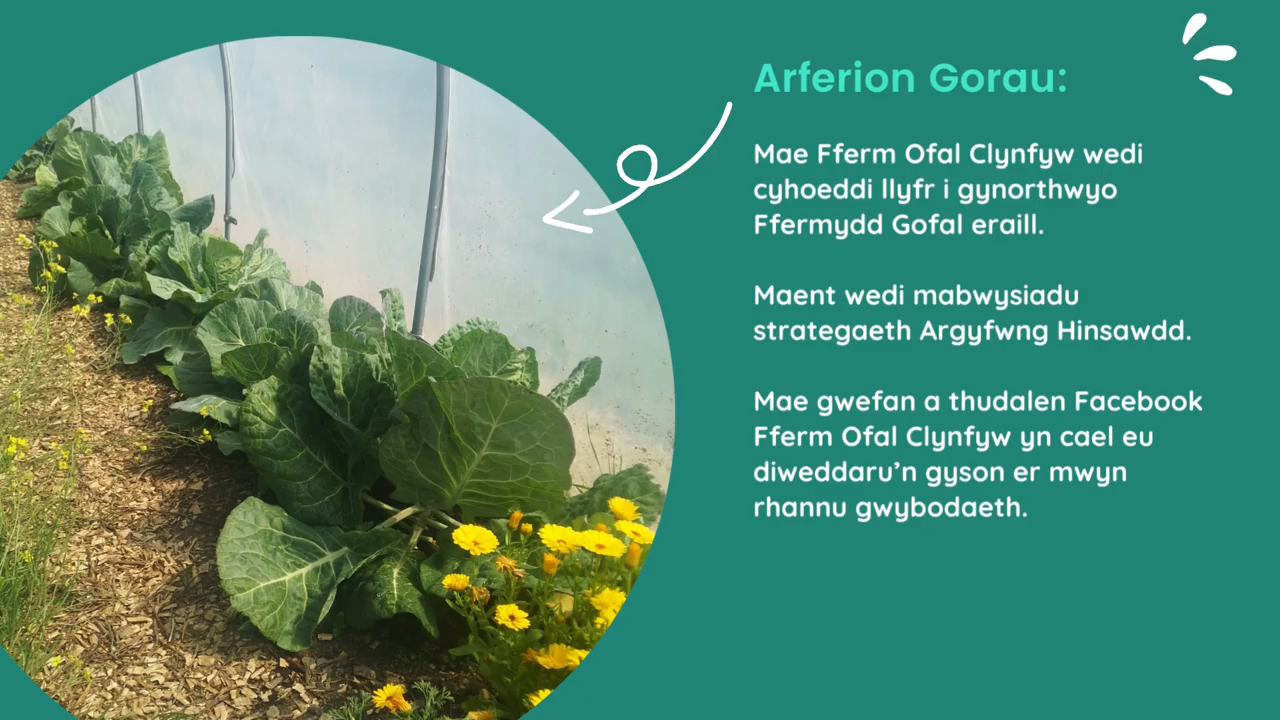 Arferion Gorau:
Mae Fferm Ofal Clynfyw wedi
cyhoeddi llyfr i gynorthwyo
Ffermydd Gofal eraill.
Maent wedi mabwysiadu
strategaeth Argyfwng Hinsawdd.
Mae gwefan a thudalen Facebook
Fferm Ofal Clynfyw yn cael eu
diweddaru’n gyson er mwyn
rhannu gwybodaeth.